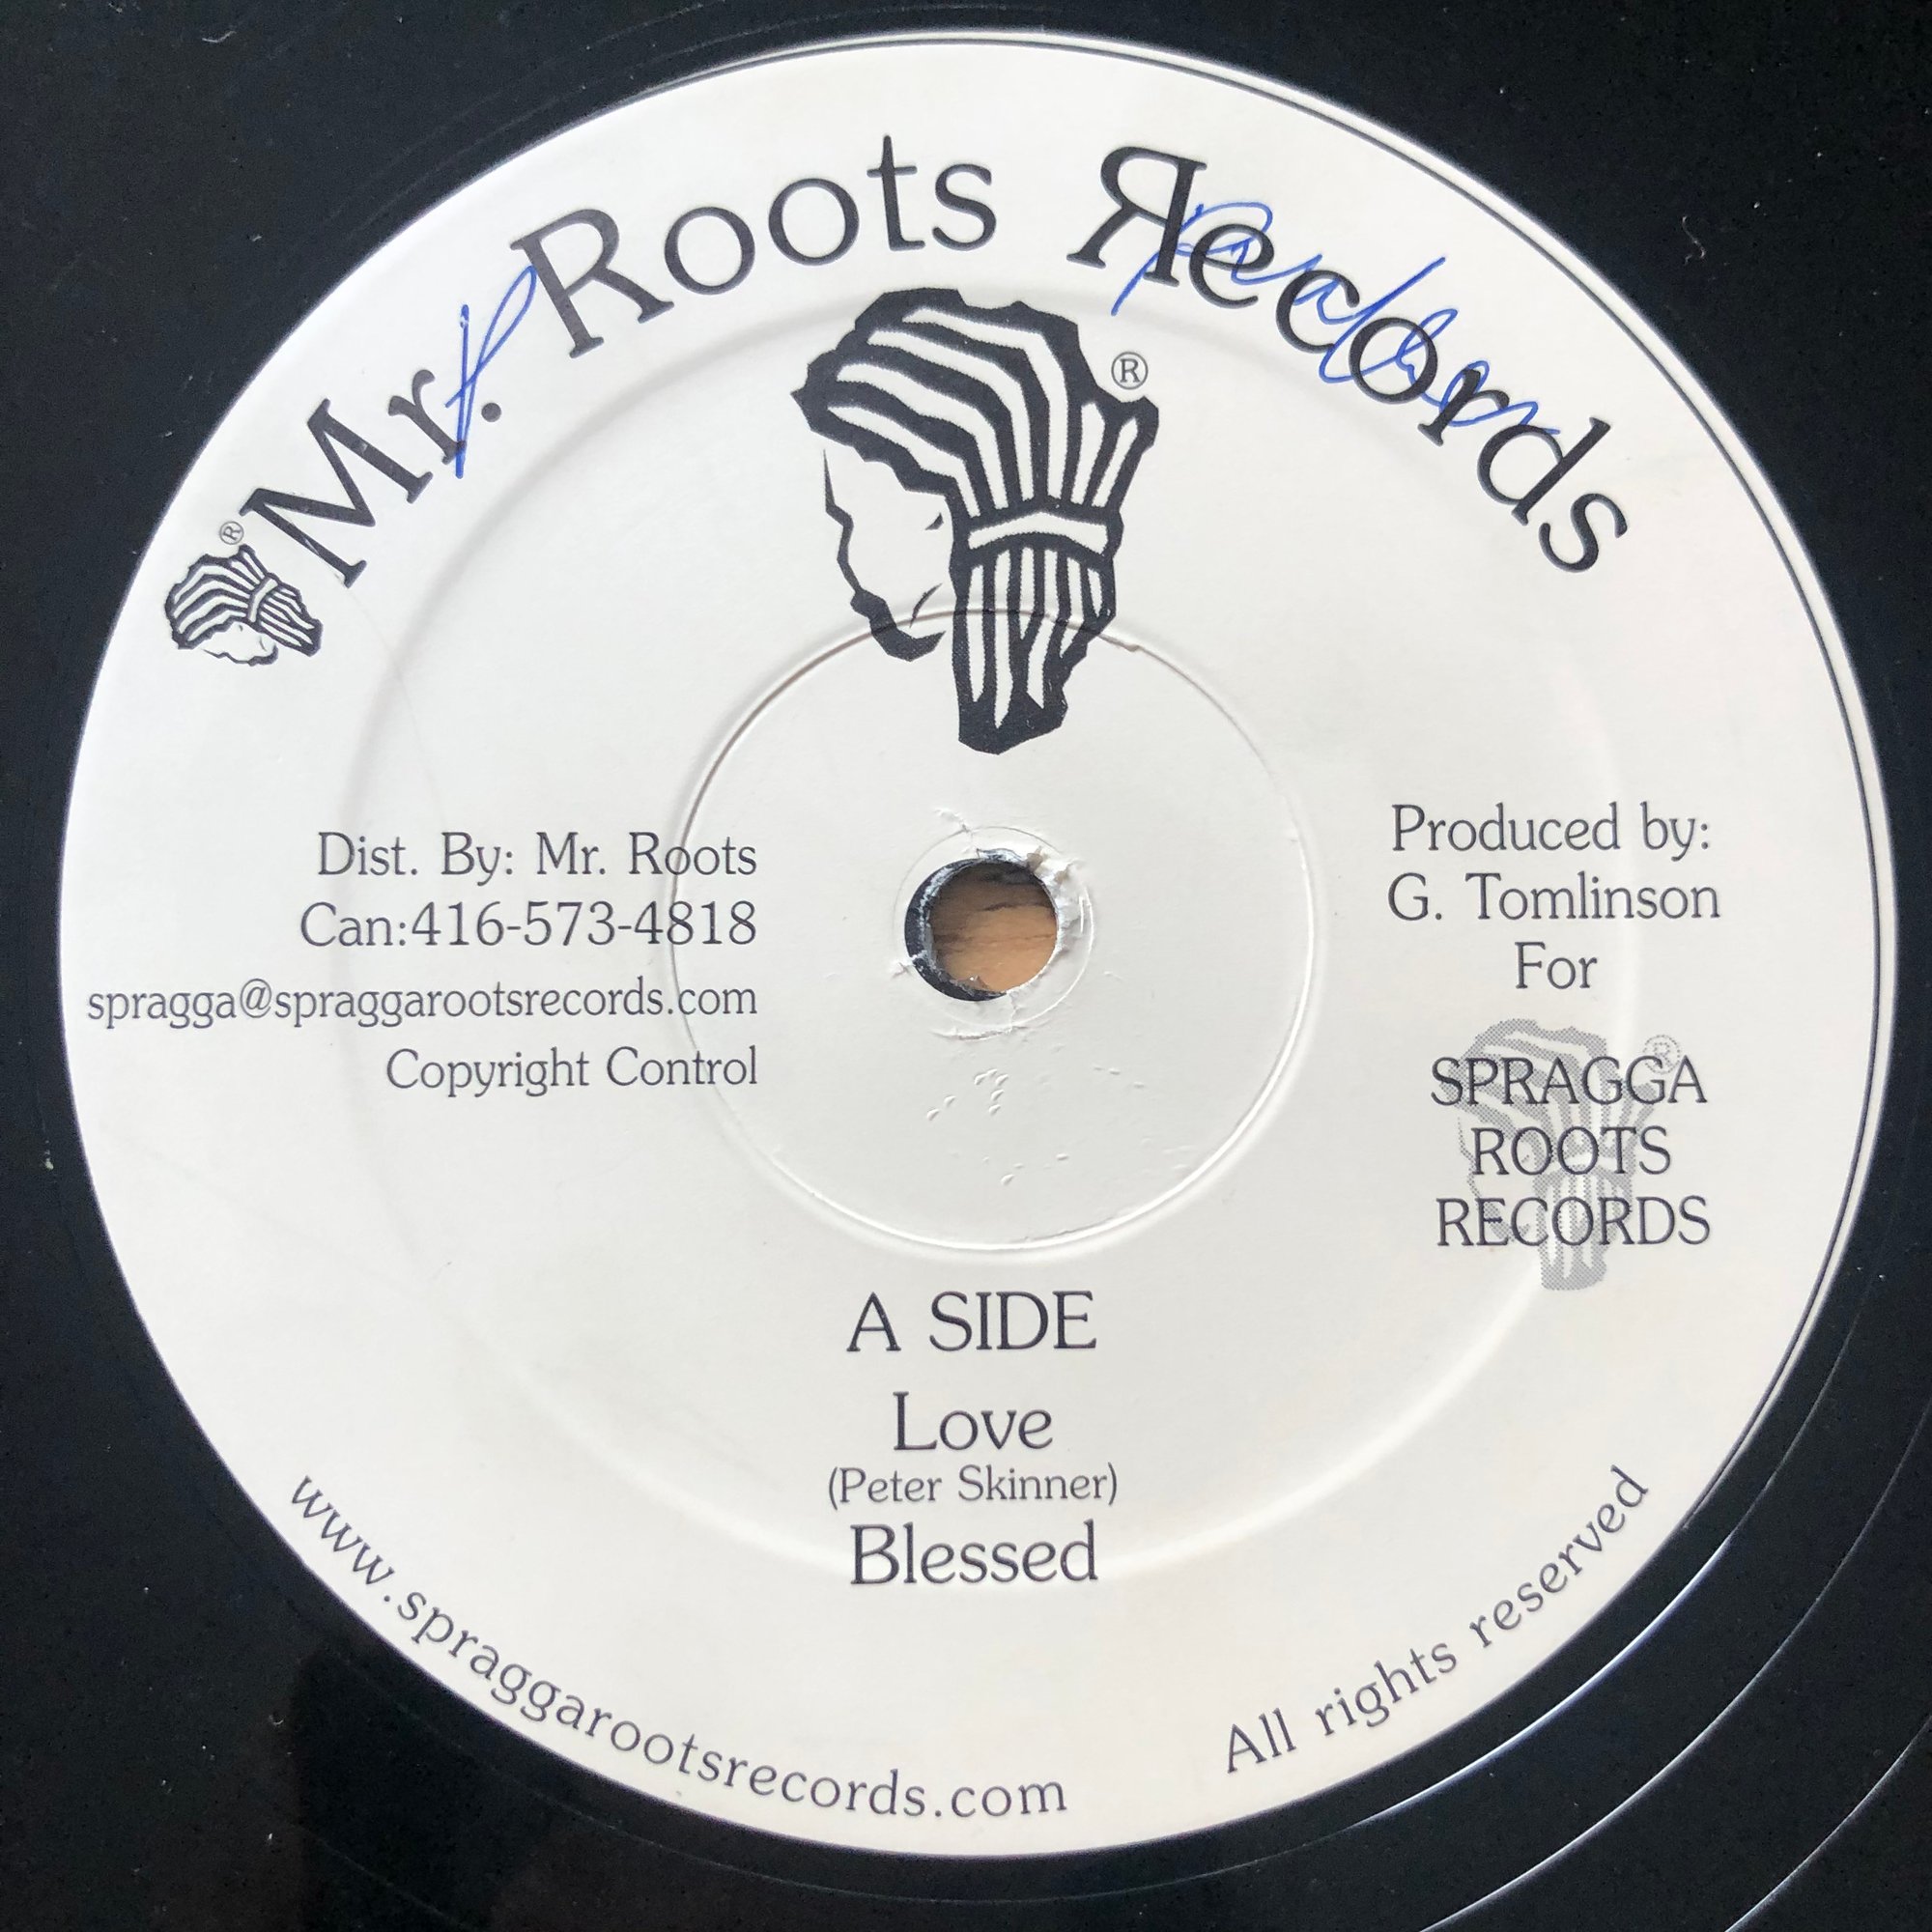 Mr. Roots Records
®
®
Dist. By: Mr. Roots
Can:416-573-4818
spragga@spraggarootsrecords.com
Copyright Control
Produced by:
G. Tomlinson
For
®
SPRAGGA
ROOTS
RECORDS
A SIDE
Love
(Peter Skinner)
Blessed
www.spraggarootsrecords.com
All rights reserved